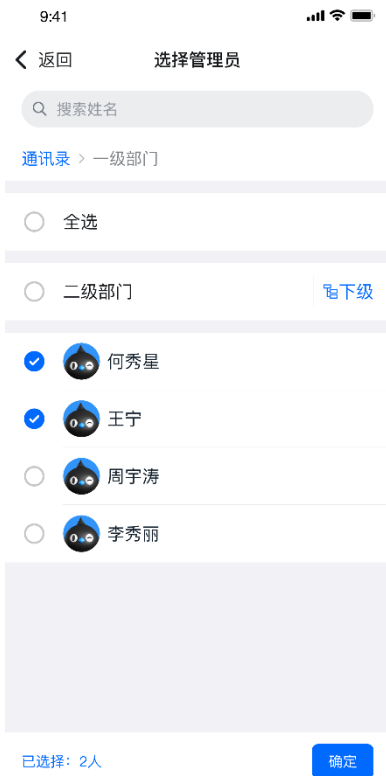 9:41
返回 选择管理员
搜索姓名
通讯录 > 一级部门
全选
二级部门 下级
何秀星
王宁
周宇涛
李秀丽
已选择：2人 确定